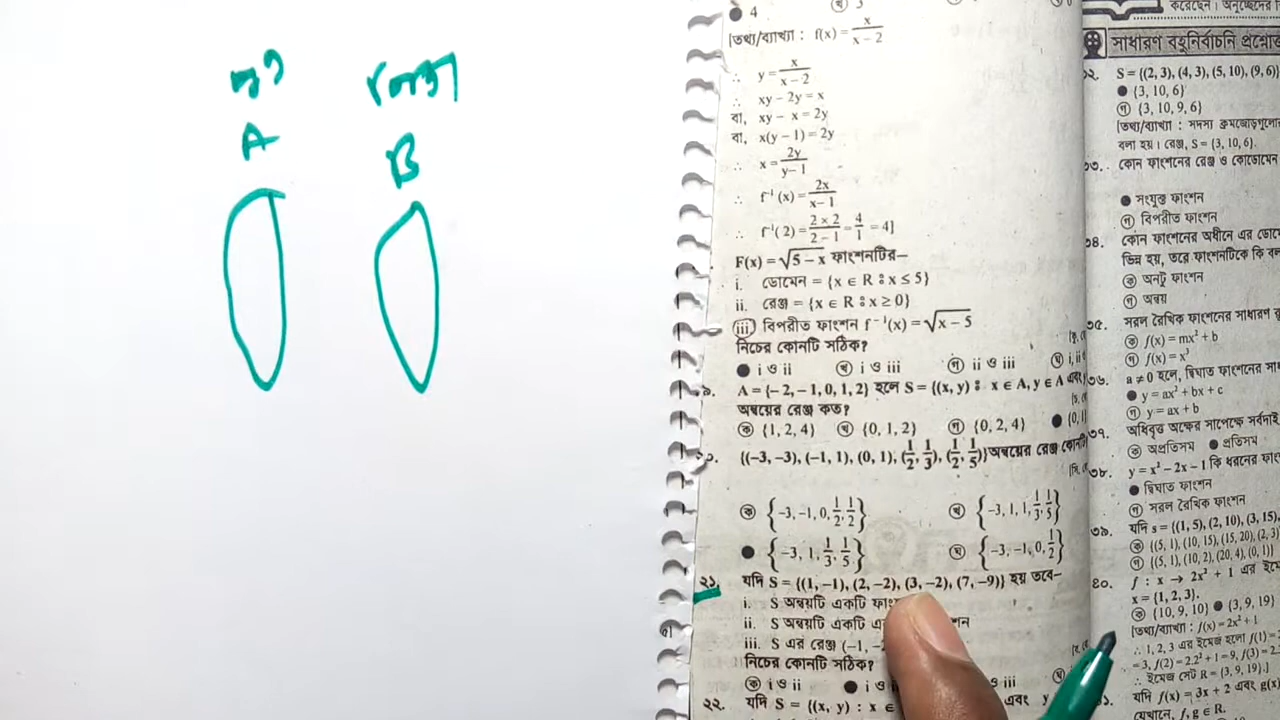 A
B
4
[তথ্য/ব্যাখ্যা : f(x) = x/(x – 2)
∴ y = x/(x – 2)
∴ xy – 2y = x
বা, xy – x = 2y
বা, x(y – 1) = 2y
∴ x = 2y/(y – 1)
∴ f⁻¹(x) = 2x/(x – 1)
∴ f⁻¹(2) = (2 × 2)/(2 – 1) = 4/1 = 4]
F(x) = √(5 – x) ফাংশনটির–
i. ডোমেন = {x ∈ R : x ≤ 5}
ii. রেঞ্জ = {x ∈ R : x ≥ 0}
iii বিপরীত ফাংশন f⁻¹(x) = √(x – 5)
নিচের কোনটি সঠিক?
● i ও ii ㉿ i ও iii ㉿ ii ও iii
A = {–2, –1, 0, 1, 2} হলে S = {(x, y) : x ∈ A, y ∈ A
অন্বয়ের রেঞ্জ কত?
ক {1, 2, 4} খ {0, 1, 2} গ {0, 2, 4} ●
{(–3, –3), (–1, 1), (0, 1), (1/2, 1/3), (1/2, 1/5)} অন্বয়ের রেঞ্জ
ক {–3, –1, 0, 1/2, 1/2} খ {–3, 1, 1, 1/3, 1/5}
● {–3, 1, 1/3, 1/5} ঘ {–3, –1, 0, 1/2}
২১. যদি S = {(1, –1), (2, –2), (3, –2), (7, –9)} হয় তবে–
i. S অন্বয়টি একটি
ii. S অন্বয়টি
iii. S এর রেঞ্জ
নিচের কোনটি সঠিক?
ক i ও ii ●
২২. যদি S = {(x, y) : x ∈ এবং
সাধারণ বহুনির্বাচনি
S = {(2, 3), (4, 3), (5, 10), (9, 6)}
● {3, 10, 6}
গ {3, 10, 9, 6}
বলা হয়। রেঞ্জ, S = {3, 10, 6}.
কোন ফাংশনের রেঞ্জ ও কোডোমেন
● সংযুক্ত ফাংশন
গ বিপরীত ফাংশন
৩৪. কোন ফাংশনের অধীনে এর
ভিন্ন হয়, তবে ফাংশনটিকে কি
ক অনটু ফাংশন
গ অন্বয়
৩৫. সরল রৈখিক ফাংশনের সাধারণ
ক f(x) = mx² + b
গ f(x) = x³
৩৬. a ≠ 0 হলে, দ্বিঘাত ফাংশনের
● y = ax² + bx + c
গ y = ax + b
৩৭. অধিবৃত্ত অক্ষের সাপেক্ষে
ক অপ্রতিসম ● প্রতিসম
৩৮. y = x² – 2x – 1 কি ধরনের
● দ্বিঘাত ফাংশন
গ সরল রৈখিক ফাংশন
৩৯. যদি s = {(1, 5), (2, 10), (3, 15)
ক {(5, 1), (10, 15), (15, 20), (2, 3)
গ {(5, 1), (10, 2), (20, 4), (0, 1)}
৪০. f : x → 2x² + 1 এর
x = {1, 2, 3}.
ক {10, 9, 10} ● {3, 9, 19}
[তথ্য/ব্যাখ্যা : f(x) = 2x² + 1
∴ 1, 2, 3 এর ইমেজ হলো f(1) =
= 3, f(2) = 2.2² + 1 = 9, f(3) = 2.
∴ ইমেজ সেট R = {3, 9, 19}.]
যদি f(x) = 3x + 2 এবং g(x)
যেখানে, f, g ∈ R.